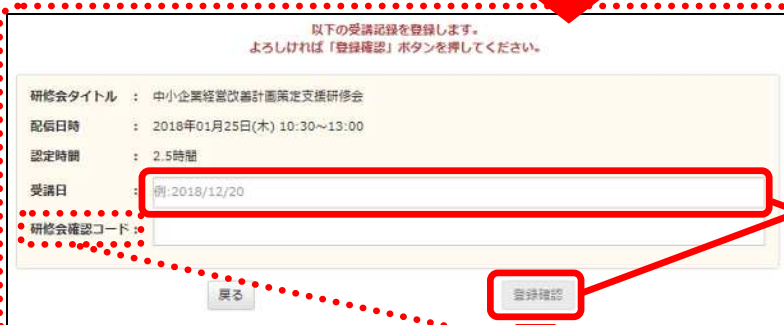 以下の受講記録を登録します。
よろしければ「登録確認」ボタンを押してください。
研修会タイトル : 中小企業経営改善計画策定支援研修会
配信日時 : 2018年01月25日(木) 10:30～13:00
認定時間 : 2.5時間
受講日 : 例:2018/12/20
研修会確認コード :
戻る 登録確認